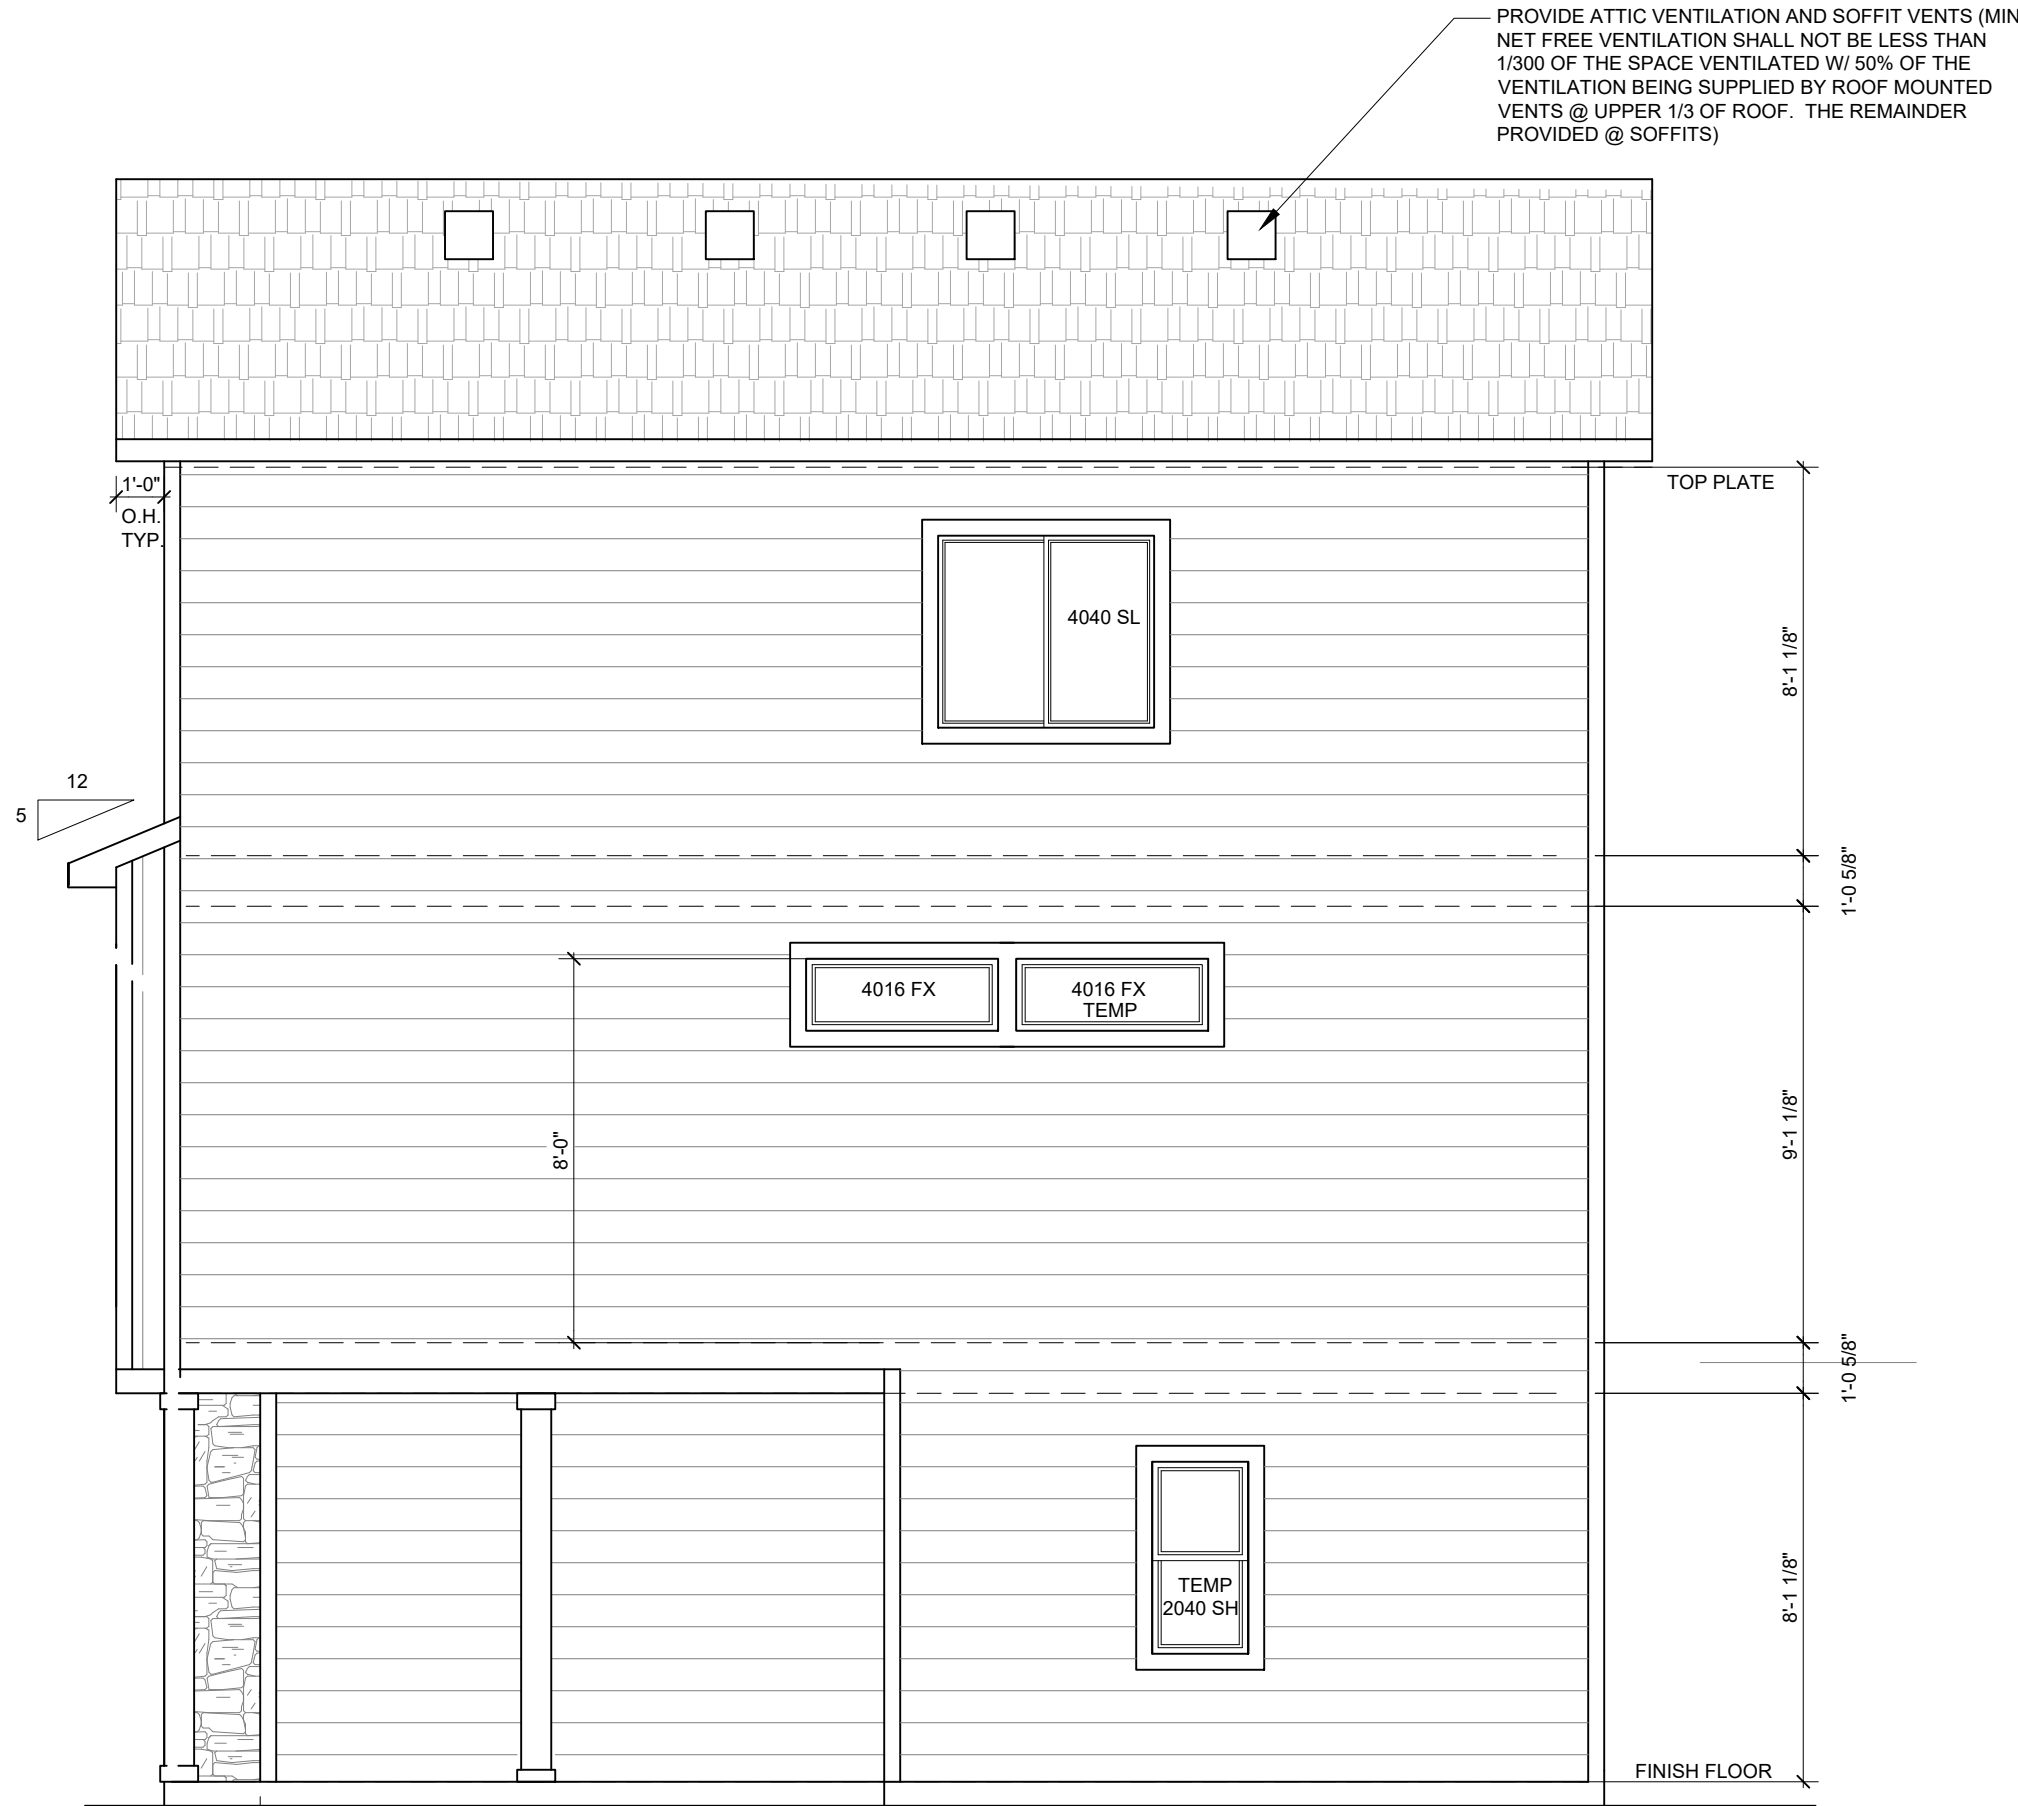 PROVIDE ATTIC VENTILATION AND SOFFIT VENTS (MIN
NET FREE VENTILATION SHALL NOT BE LESS THAN
1/300 OF THE SPACE VENTILATED W/ 50% OF THE
VENTILATION BEING SUPPLIED BY ROOF MOUNTED
VENTS @ UPPER 1/3 OF ROOF. THE REMAINDER
PROVIDED @ SOFFITS)
1'-0"
O.H.
TYP.
TOP PLATE
4040 SL
8'-1 1/8"
12
5
1'-0 5/8"
4016 FX
4016 FX
TEMP
8'-0"
9'-1 1/8"
1'-0 5/8"
TEMP
2040 SH
8'-1 1/8"
FINISH FLOOR